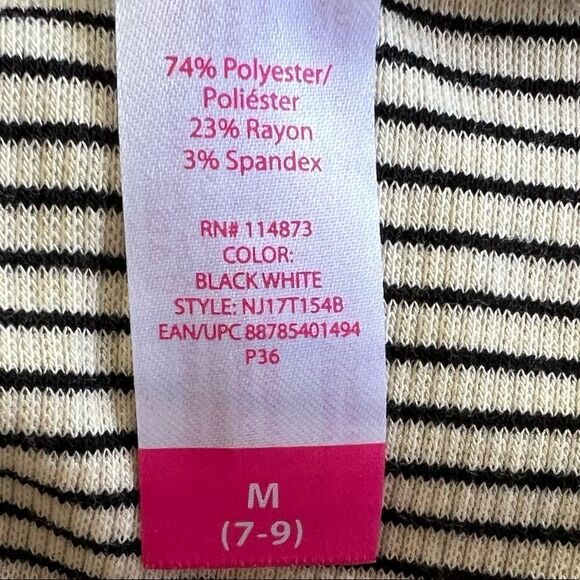 74% Polyester/
Poliéster
23% Rayon
3% Spandex
RN# 114873
COLOR:
BLACK WHITE
STYLE: NJ17T154B
EAN/UPC 88785401494
P36
M
(7-9)